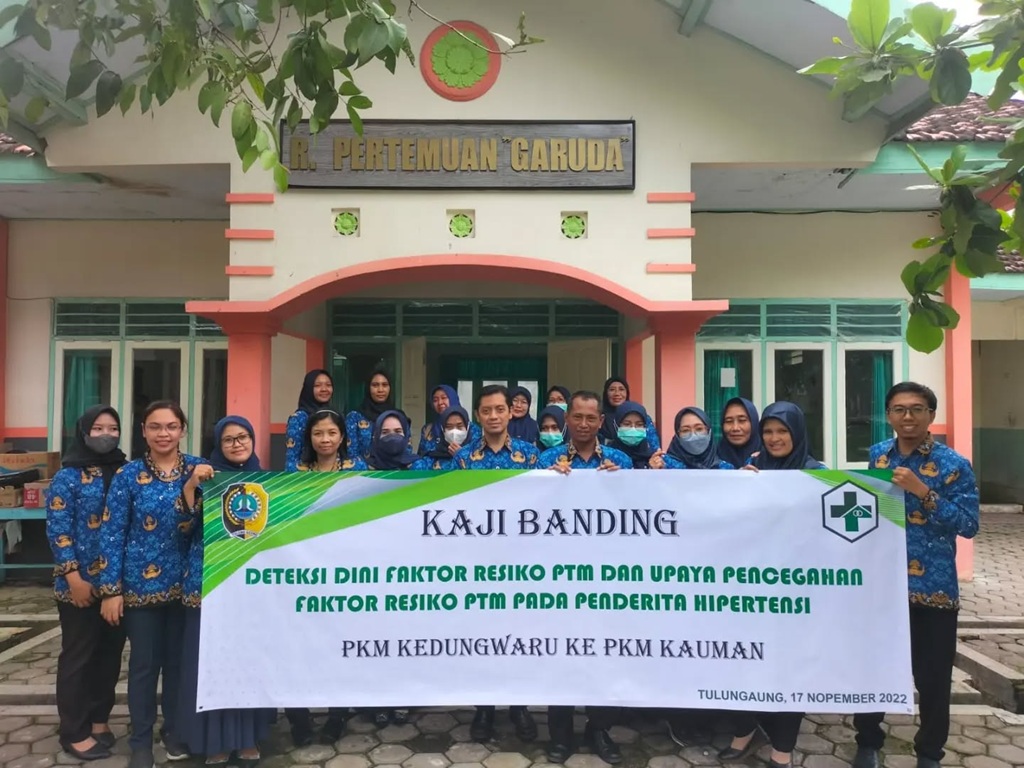 R. PERTEMUAN "GARUDA"
KAJI BANDING
DETEKSI DINI FAKTOR RESIKO PTM DAN UPAYA PENCEGAHAN
FAKTOR RESIKO PTM PADA PENDERITA HIPERTENSI
PKM KEDUNGWARU KE PKM KAUMAN
TULUNGAUNG, 17 NOPEMBER 2022